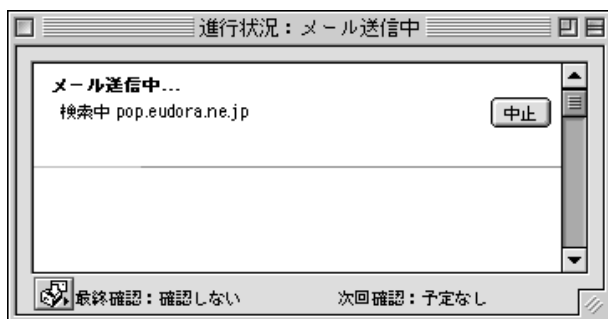 進行状況：メール送信中
メール送信中...
検索中 pop.eudora.ne.jp
中止
最終確認：確認しない
次回確認：予定なし